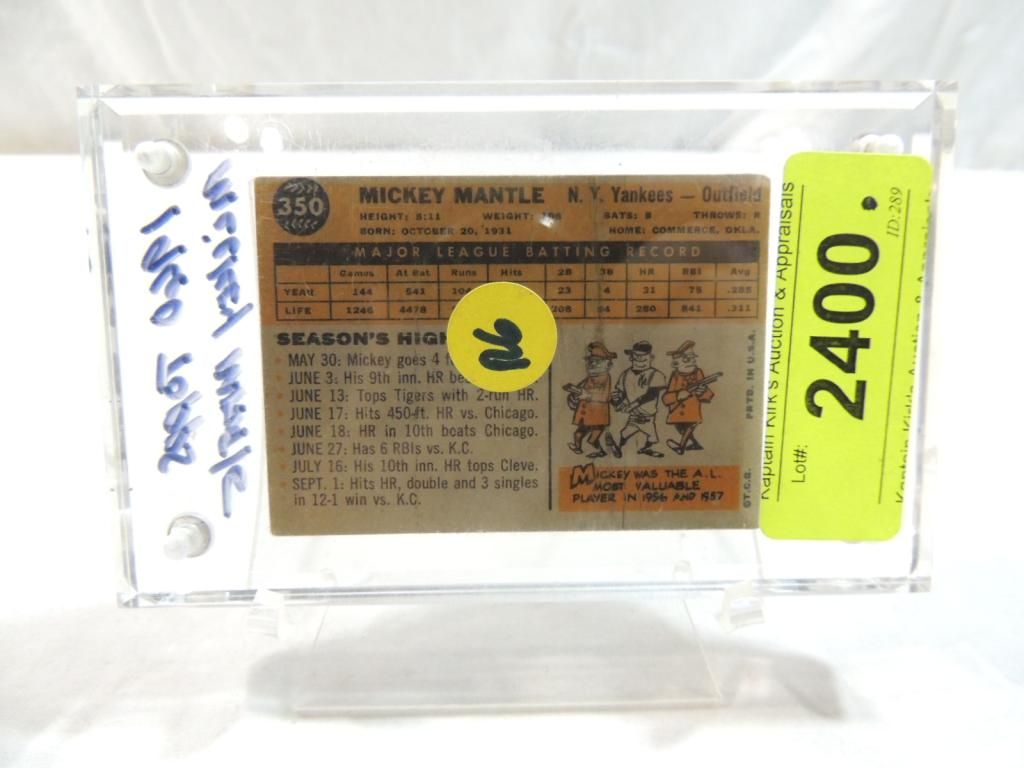 350
MICKEY MANTLE N. Y. Yankees — Outfield
HEIGHT: 5:11 WEIGHT: BATS: B THROWS: R
BORN: OCTOBER 20, 1931 HOME: COMMERCE, OKLA.
MAJOR LEAGUE BATTING RECORD
Games At Bat Runs Hits 2B 3B HR RBI Avg
YEAR 144 541 104 23 4 31 75 .285
LIFE 1246 4478 208 54 280 841 .311
SEASON'S HIGH
MAY 30: Mickey goes 4
JUNE 3: His 9th inn. HR
JUNE 13: Tops Tigers with 2-run HR.
JUNE 17: Hits 450-ft. HR vs. Chicago.
JUNE 18: HR in 10th beats Chicago.
JUNE 27: Has 6 RBIs vs. K.C.
JULY 16: His 10th inn. HR tops Cleve.
SEPT. 1: Hits HR, double and 3 singles
in 12-1 win vs. K.C.
MICKEY WAS THE A.L.
MOST VALUABLE
PLAYER IN 1956 AND 1957
©T.C.G. PRTD. IN U.S.A.
Mickey Mantle
Kaptain Kirk's Auction & Appraisals
Lot#:
2400.
ID:289